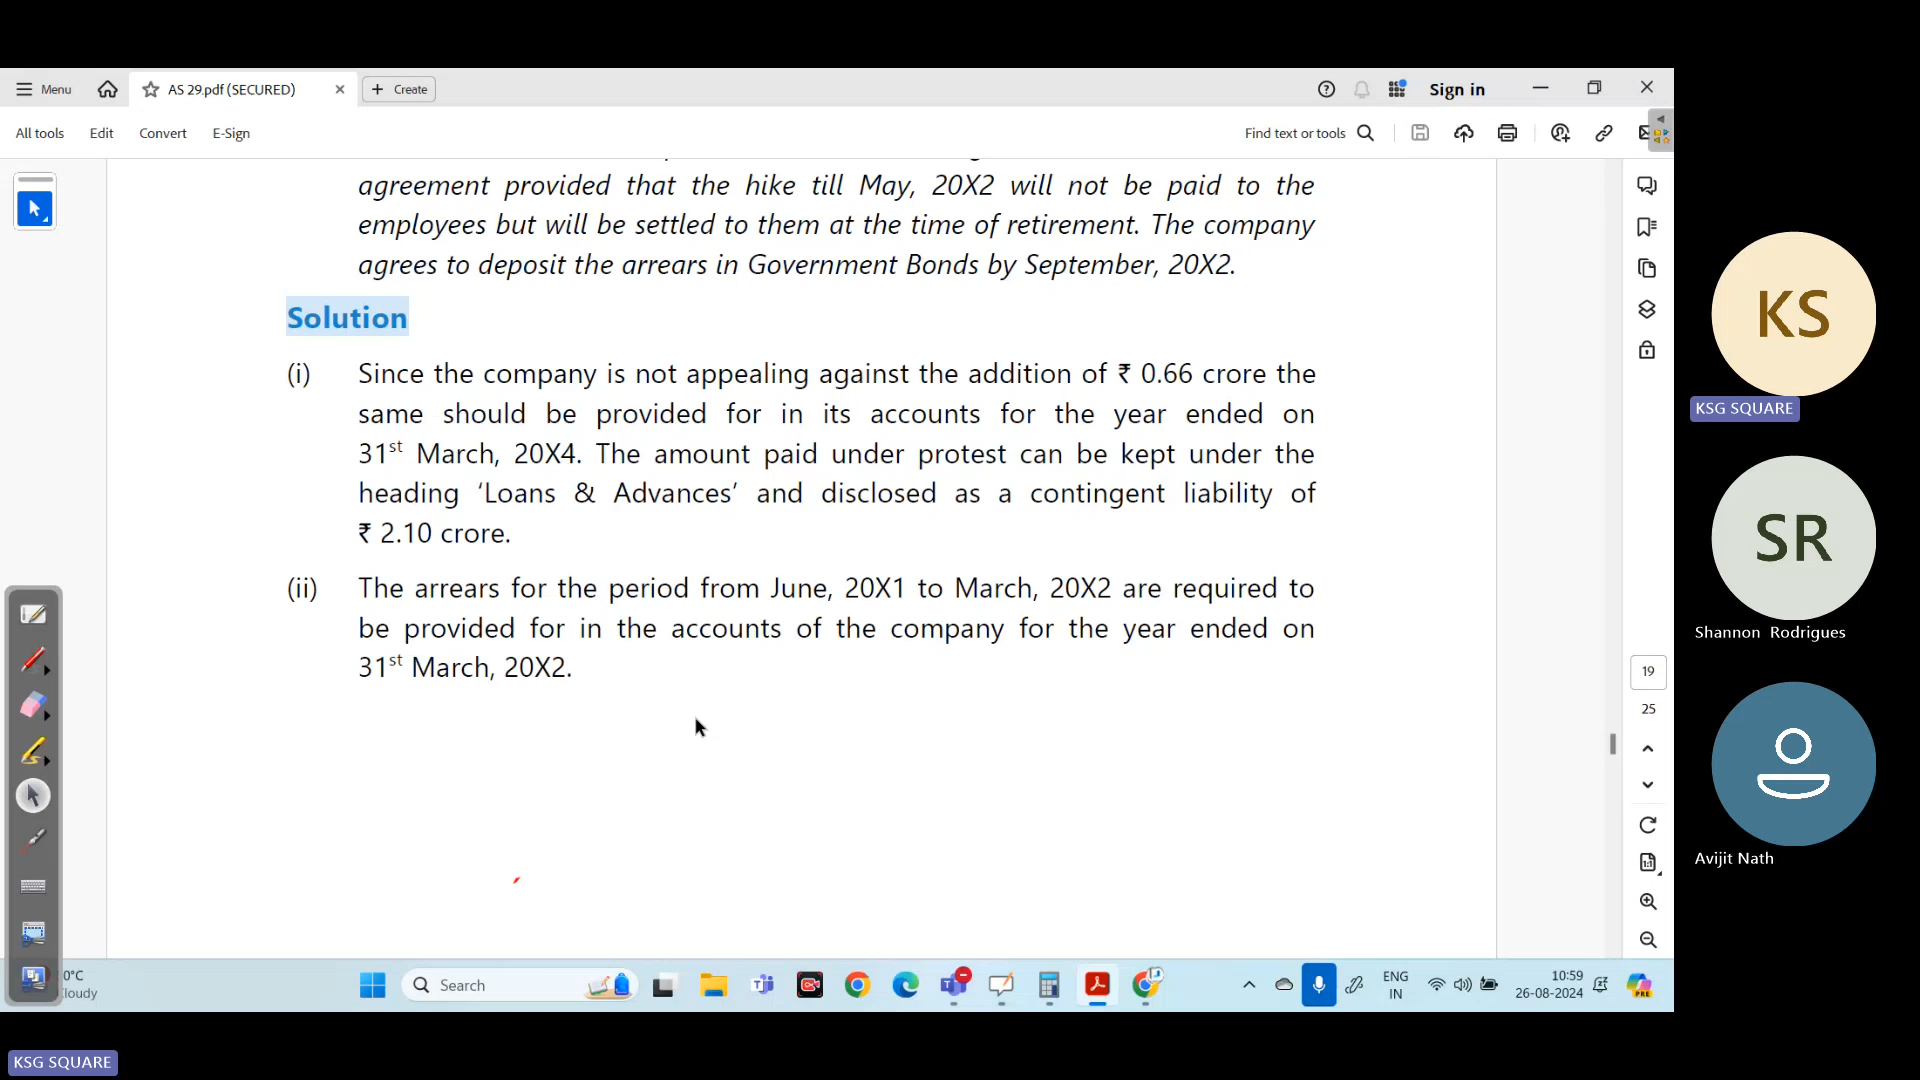 Menu
AS 29.pdf (SECURED)
Create
Sign in
All tools
Edit
Convert
E-Sign
Find text or tools
agreement provided that the hike till May, 20X2 will not be paid to the
employees but will be settled to them at the time of retirement. The company
agrees to deposit the arrears in Government Bonds by September, 20X2.
Solution
(i) Since the company is not appealing against the addition of ₹ 0.66 crore the
same should be provided for in its accounts for the year ended on
31st March, 20X4. The amount paid under protest can be kept under the
heading ‘Loans & Advances’ and disclosed as a contingent liability of
₹ 2.10 crore.
(ii) The arrears for the period from June, 20X1 to March, 20X2 are required to
be provided for in the accounts of the company for the year ended on
31st March, 20X2.
19
25
KS
KSG SQUARE
SR
Shannon Rodrigues
Avijit Nath
0°C
Cloudy
Search
ENG
IN
10:59
26-08-2024
PRE
KSG SQUARE